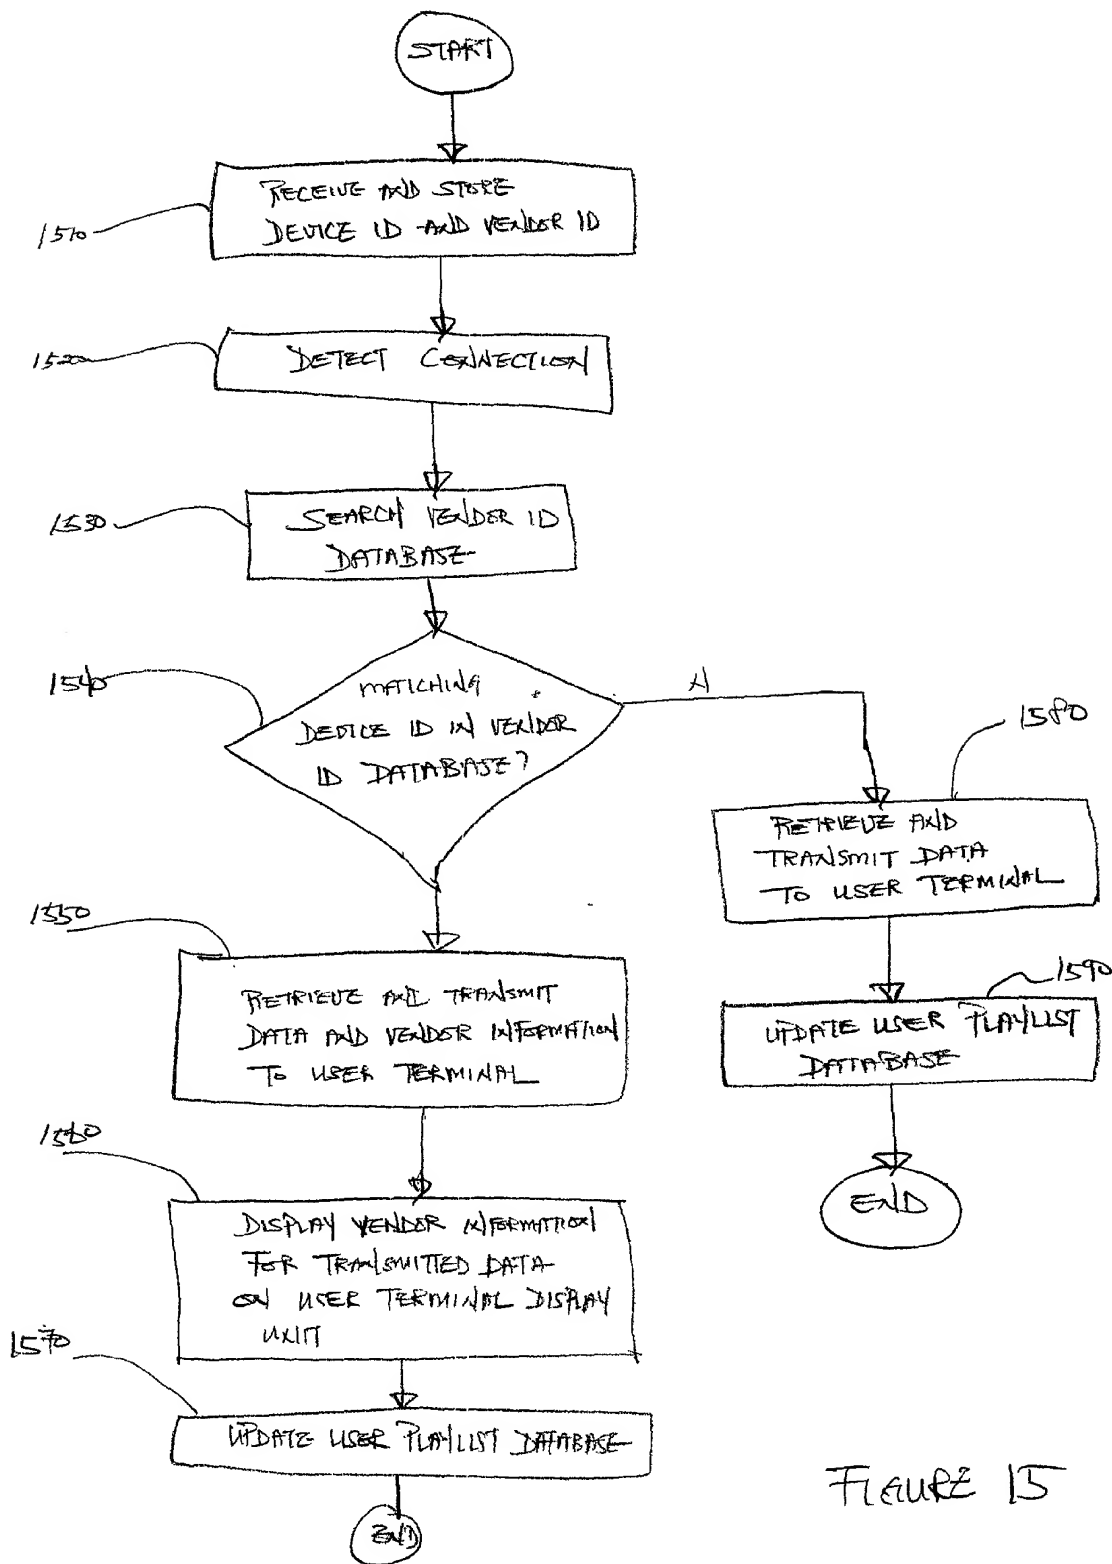 START
RECEIVE AND STORE
DEVICE ID AND VENDOR ID
1510
DETECT CONNECTION
1520
SEARCH VENDOR ID
DATABASE
1530
MATCHING
DEVICE ID IN VENDOR
ID DATABASE?
1540
N
1580
RETRIEVE AND
TRANSMIT DATA
TO USER TERMINAL
1550
RETRIEVE AND TRANSMIT
DATA AND VENDOR INFORMATION
TO USER TERMINAL
1590
UPDATE USER PLAYLIST
DATABASE
1560
DISPLAY VENDOR INFORMATION
FOR TRANSMITTED DATA
ON USER TERMINAL DISPLAY
UNIT
END
1570
UPDATE USER PLAYLIST DATABASE
END
FIGURE 15